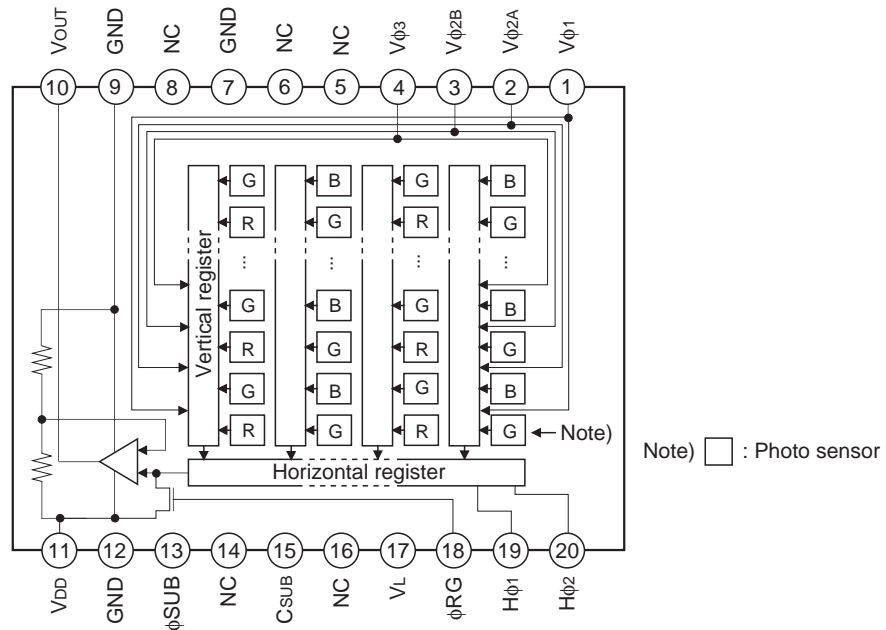 VOUT GND NC GND NC NC Vϕ3 Vϕ2B Vϕ2A Vϕ1
10 9 8 7 6 5 4 3 2 1
G B G B
R G R G
... ... ... ...
Vertical register
G B G B
R G R G
G B G B
R G R G
Note)
Note) : Photo sensor
Horizontal register
11 12 13 14 15 16 17 18 19 20
VDD GND ϕSUB NC CSUB NC VL ϕRG Hϕ1 Hϕ2